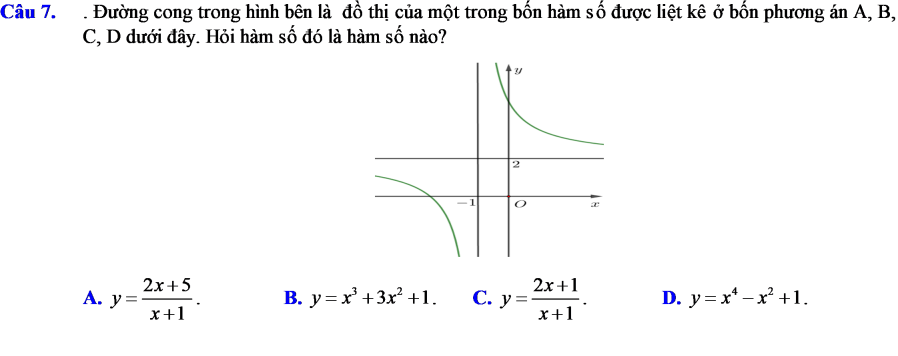 Câu 7. . Đường cong trong hình bên là đồ thị của một trong bốn hàm số được liệt kê ở bốn phương án A, B,
C, D dưới đây. Hỏi hàm số đó là hàm số nào?
y
2
−1 O x
A. y = (2x+5)/(x+1). B. y = x³ + 3x² + 1. C. y = (2x+1)/(x+1). D. y = x⁴ − x² + 1.